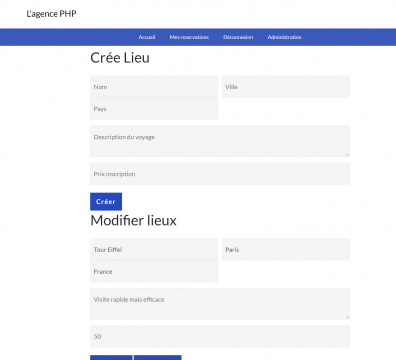 L'agence PHP
Accueil Mes reservations Déconnexion Administration
Crée Lieu
Nom Ville
Pays
Description du voyage
Prix inscription
Créer
Modifier lieux
Tour Eiffel Paris
France
Visite rapide mais efficace
50